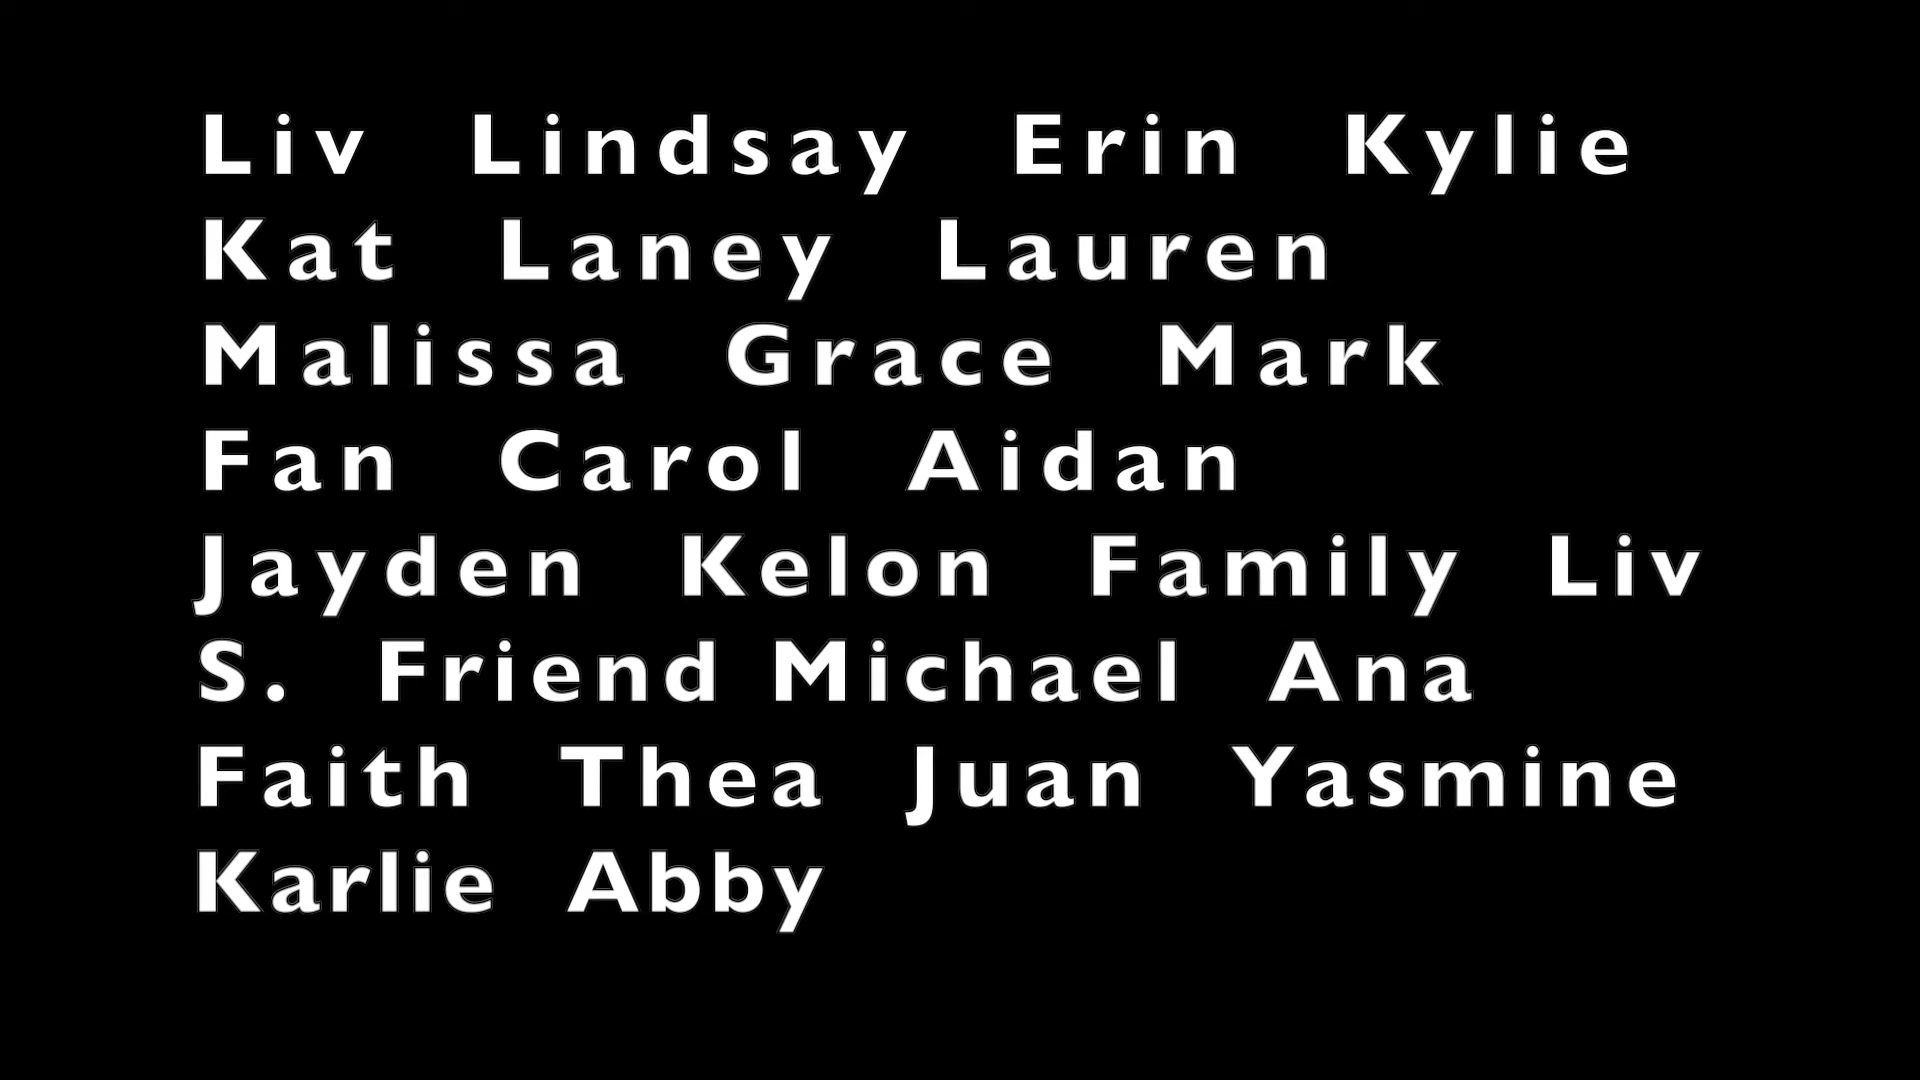 Liv Lindsay Erin Kylie
Kat Laney Lauren
Malissa Grace Mark
Fan Carol Aidan
Jayden Kelon Family Liv
S. Friend Michael Ana
Faith Thea Juan Yasmine
Karlie Abby